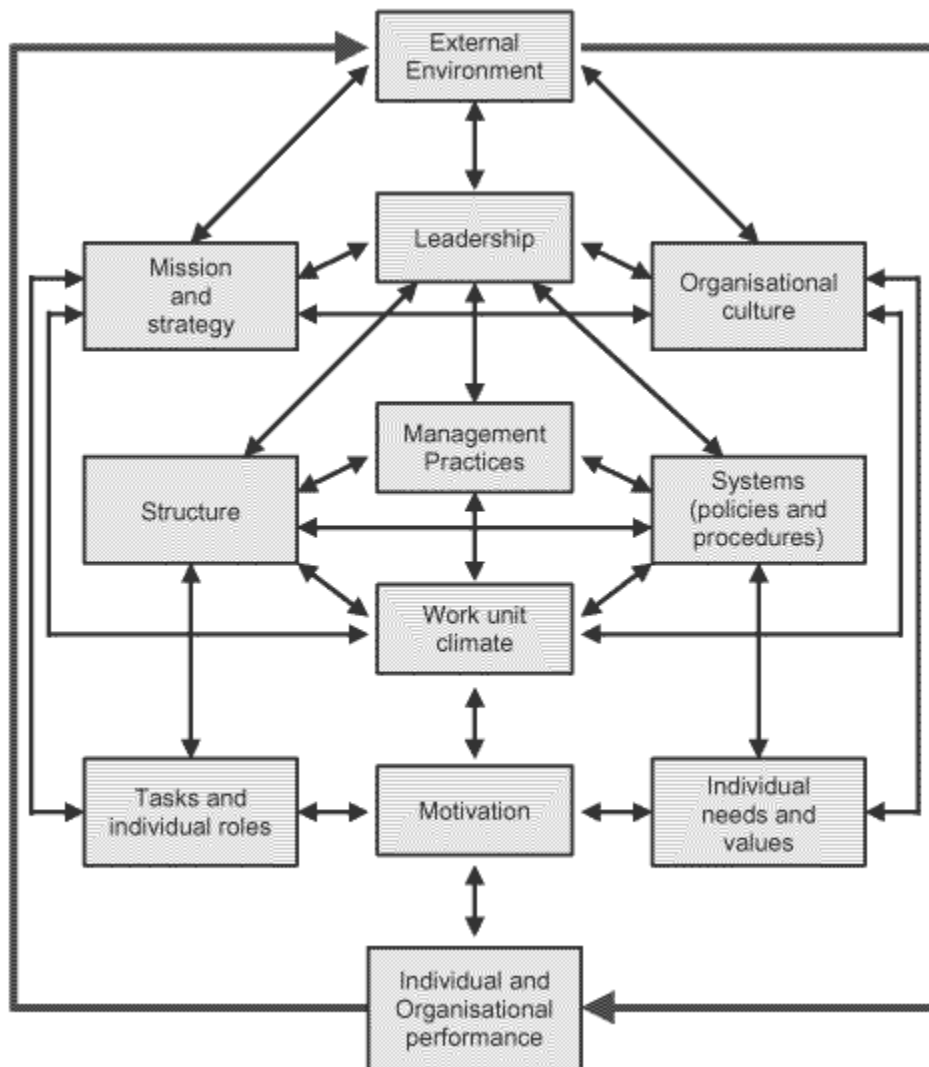 External
Environment
Leadership
Mission
and
strategy
Organisational
culture
Management
Practices
Structure
Systems
(policies and
procedures)
Work unit
climate
Tasks and
individual roles
Motivation
Individual
needs and
values
Individual and
Organisational
performance